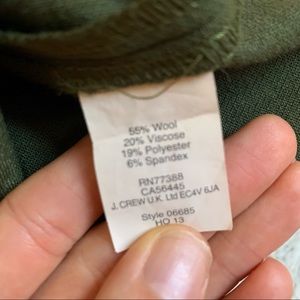 55% Wool
20% Viscose
19% Polyester
6% Spandex
RN77388
CA56445
J. CREW U.K. Ltd EC4V 6JA
Style 06685
HO 13